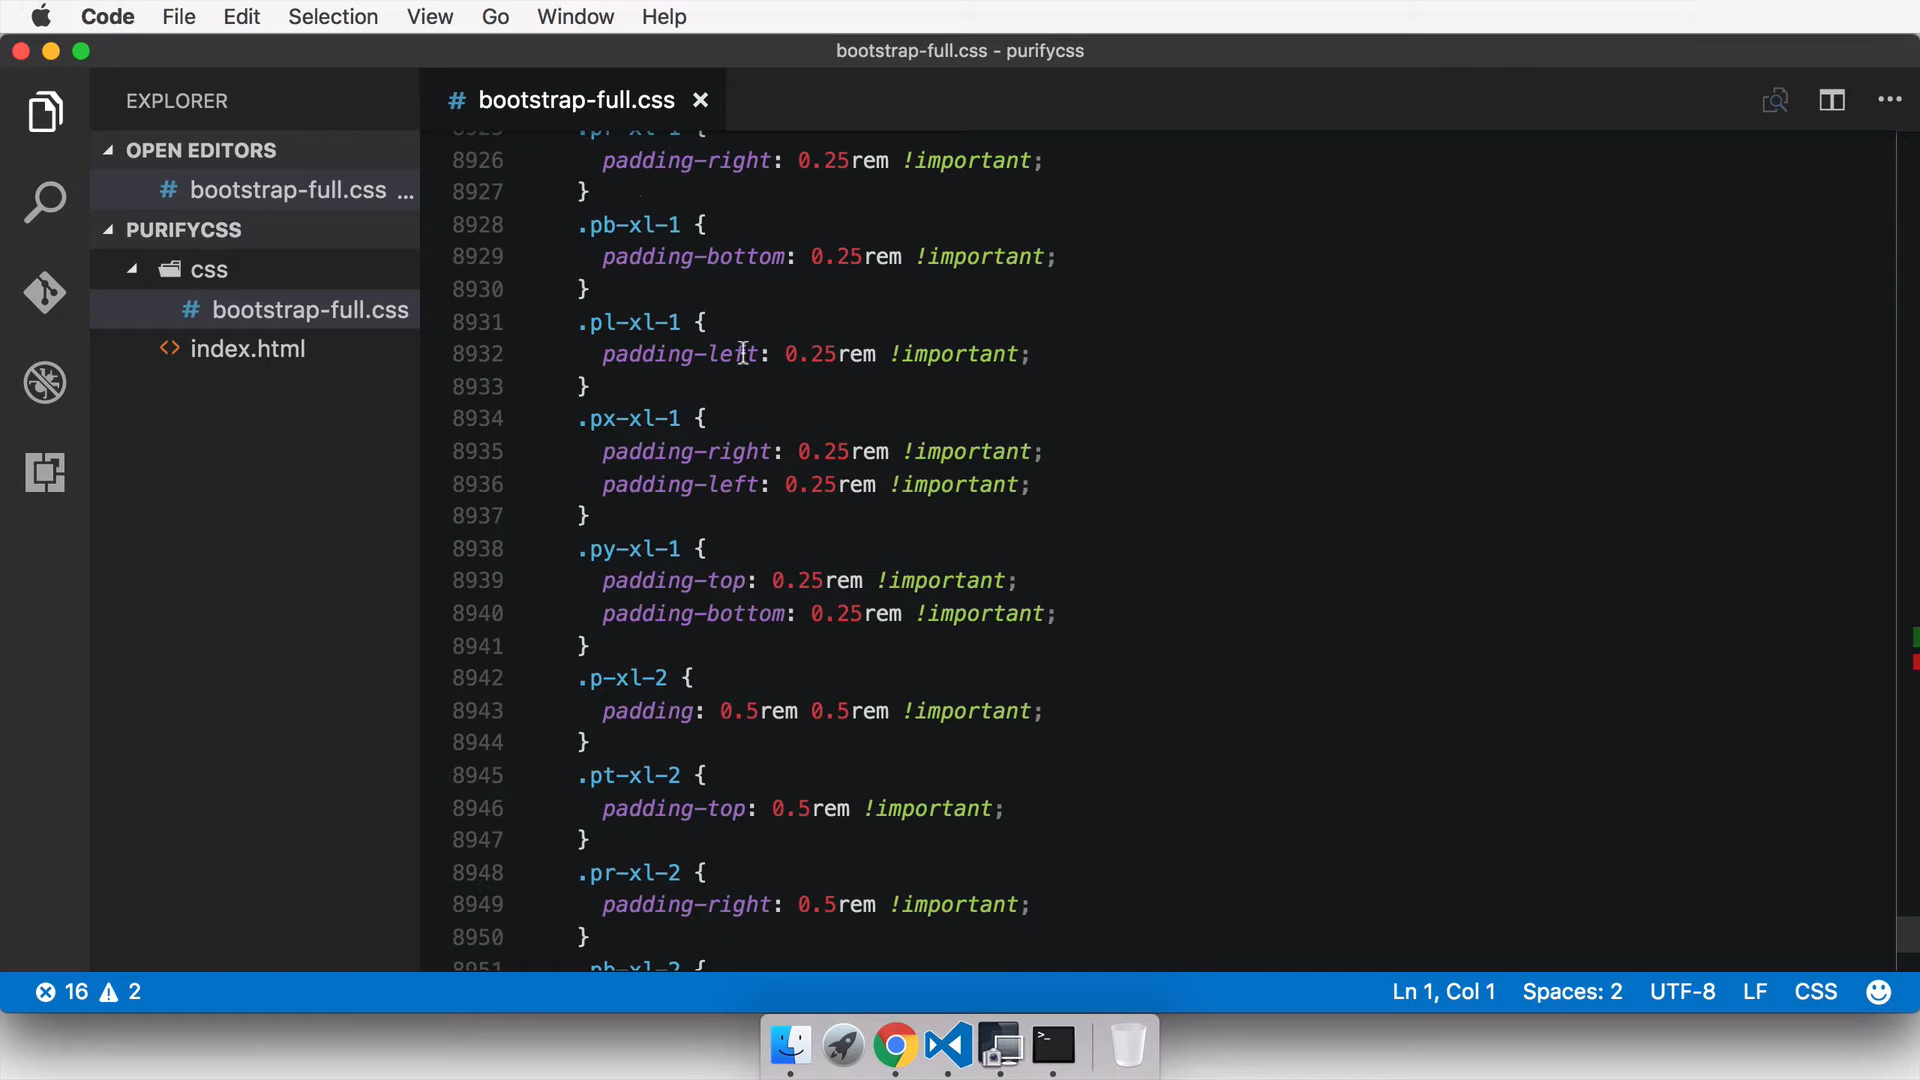 Code File Edit Selection View Go Window Help
bootstrap-full.css - purifycss
EXPLORER
OPEN EDITORS
# bootstrap-full.css ...
PURIFYCSS
css
# bootstrap-full.css
<> index.html
# bootstrap-full.css ×
8925 .pr-xl-1 {
8926 padding-right: 0.25rem !important;
8927 }
8928 .pb-xl-1 {
8929 padding-bottom: 0.25rem !important;
8930 }
8931 .pl-xl-1 {
8932 padding-left: 0.25rem !important;
8933 }
8934 .px-xl-1 {
8935 padding-right: 0.25rem !important;
8936 padding-left: 0.25rem !important;
8937 }
8938 .py-xl-1 {
8939 padding-top: 0.25rem !important;
8940 padding-bottom: 0.25rem !important;
8941 }
8942 .p-xl-2 {
8943 padding: 0.5rem 0.5rem !important;
8944 }
8945 .pt-xl-2 {
8946 padding-top: 0.5rem !important;
8947 }
8948 .pr-xl-2 {
8949 padding-right: 0.5rem !important;
8950 }
8951 .pb-xl-2 {
16 2 Ln 1, Col 1 Spaces: 2 UTF-8 LF CSS
>_